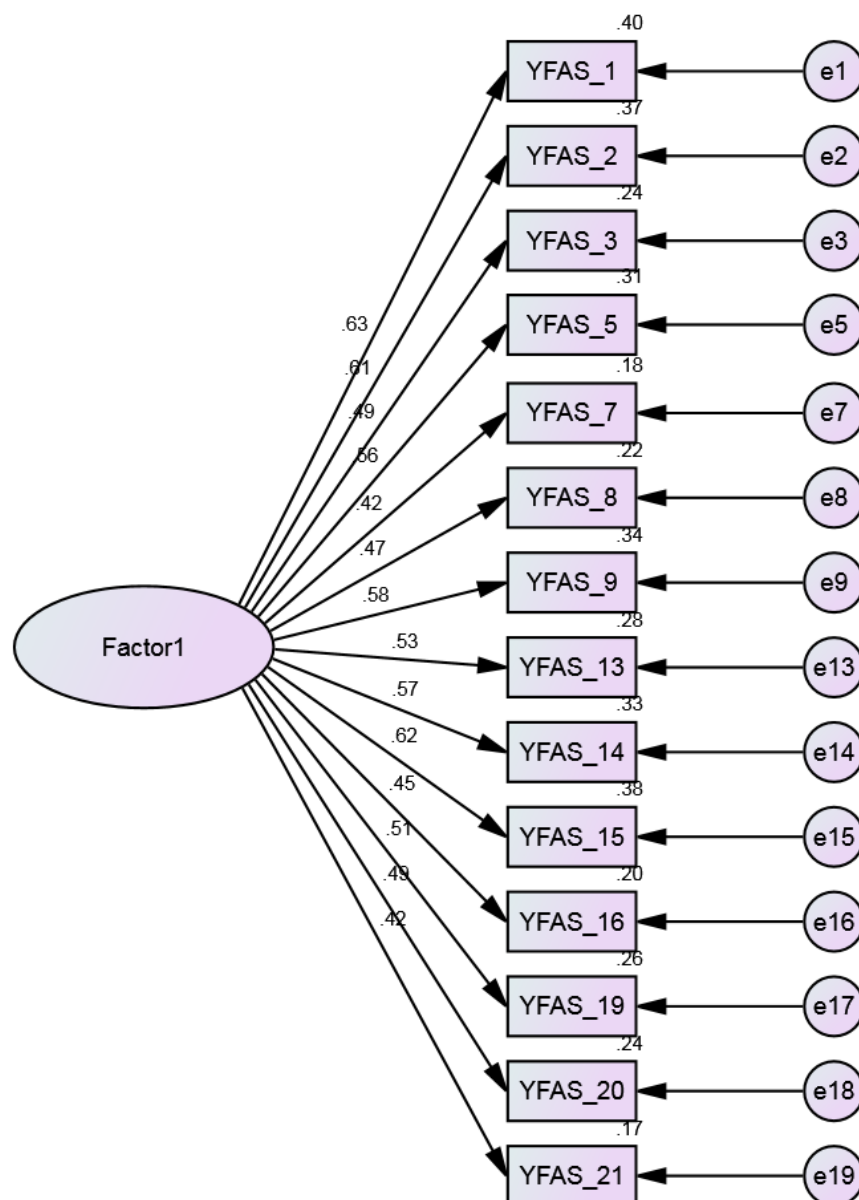 .40
YFAS_1
e1
.37
YFAS_2
e2
.24
YFAS_3
e3
.31
YFAS_5
e5
.18
YFAS_7
e7
.22
YFAS_8
e8
.34
YFAS_9
e9
.28
YFAS_13
e13
.33
YFAS_14
e14
.38
YFAS_15
e15
.20
YFAS_16
e16
.26
YFAS_19
e17
.24
YFAS_20
e18
.17
YFAS_21
e19
.63
.61
.49
.56
.42
.47
.58
.53
.57
.62
.45
.51
.49
.42
Factor1